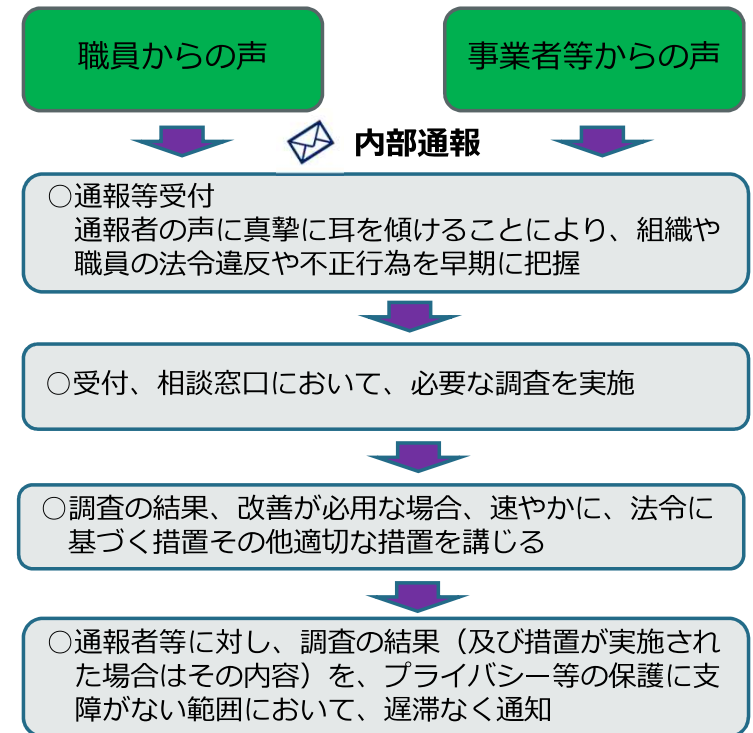 職員からの声
事業者等からの声
内部通報
○通報等受付
通報者の声に真摯に耳を傾けることにより、組織や
職員の法令違反や不正行為を早期に把握
○受付、相談窓口において、必要な調査を実施
○調査の結果、改善が必用な場合、速やかに、法令に
基づく措置その他適切な措置を講じる
○通報者等に対し、調査の結果（及び措置が実施され
た場合はその内容）を、プライバシー等の保護に支
障がない範囲において、遅滞なく通知